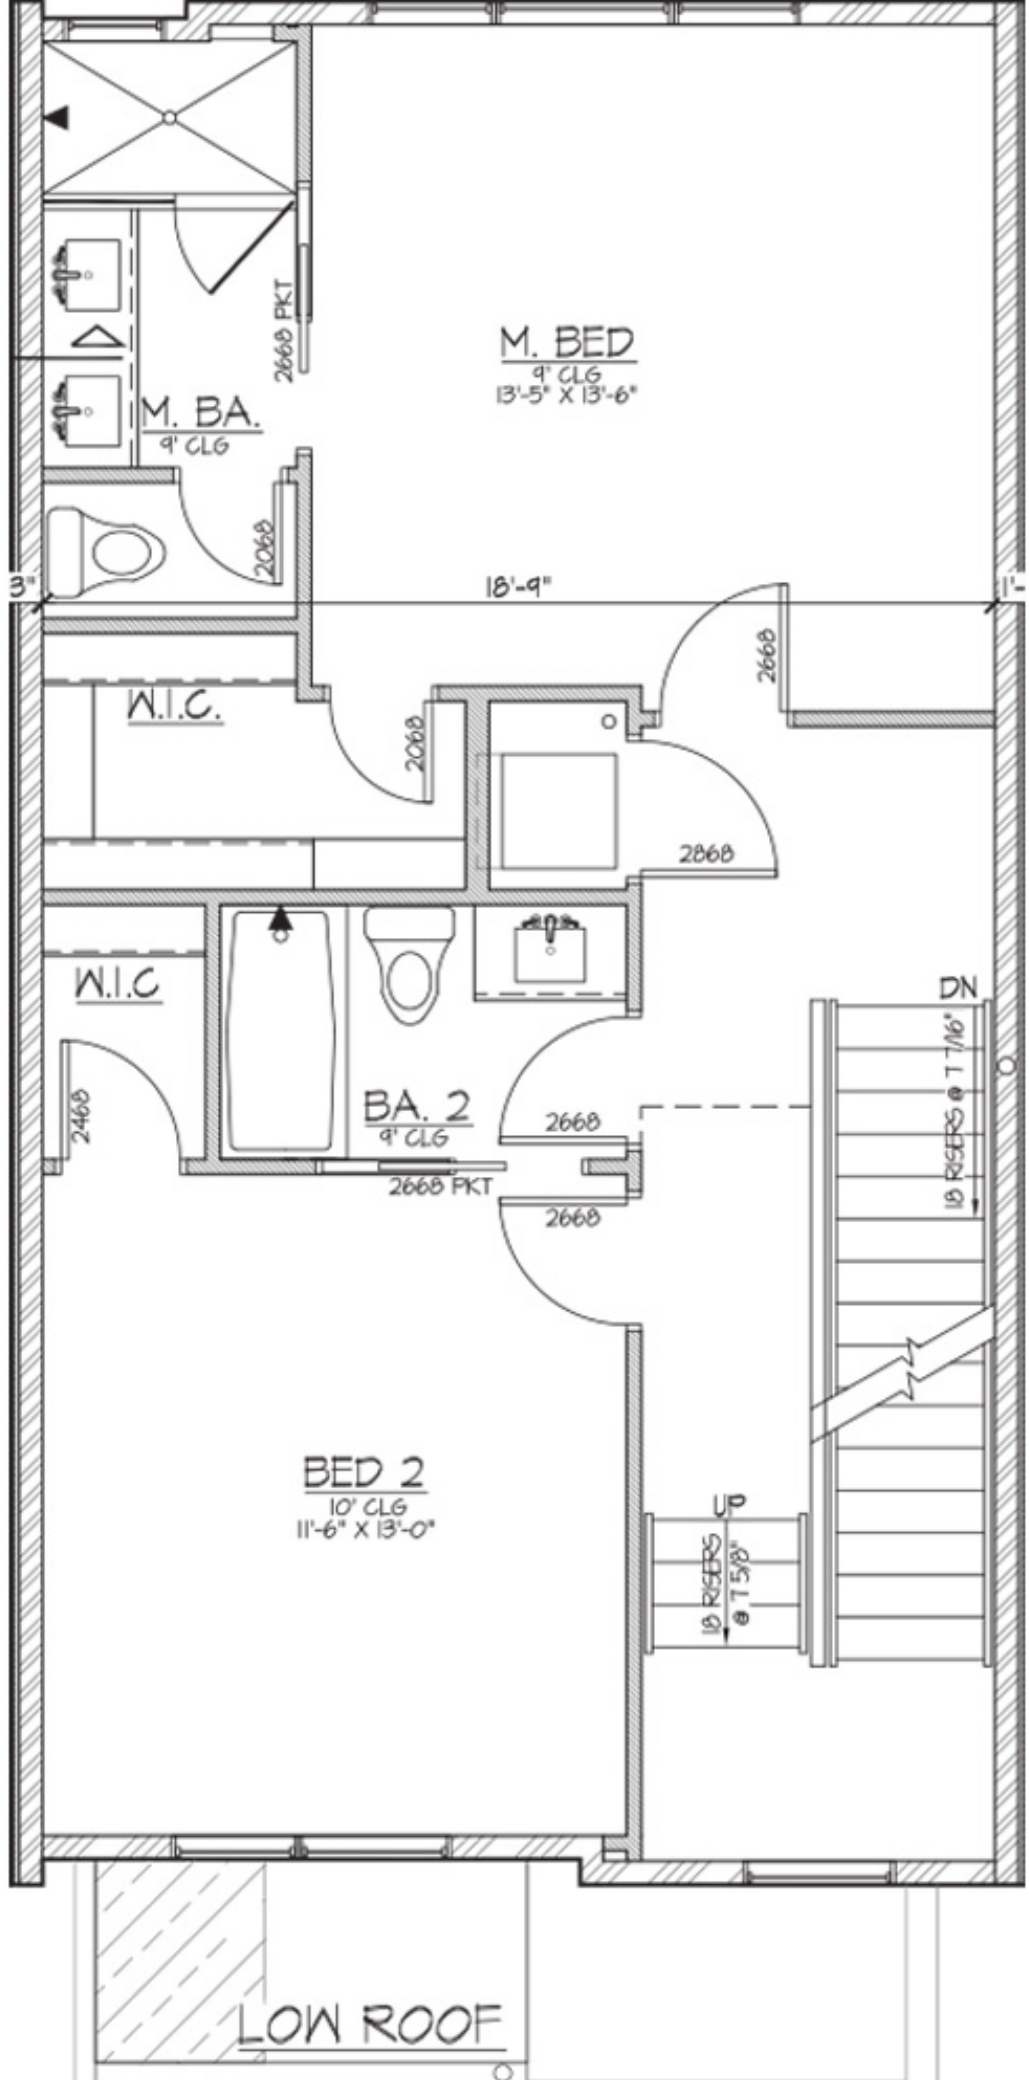 2668 PKT
M. BED
9' CLG
13'-5" X 13'-6"
M. BA.
9' CLG
2068
3"
18'-9"
1'-
2668
W.I.C.
2068
2868
W.I.C
DN
18 RISERS @ 7 7/16"
2468
BA. 2
9' CLG
2668
2668 PKT
2668
BED 2
10' CLG
11'-6" X 13'-0"
UP
18 RISERS
@ 7 5/8"
LOW ROOF